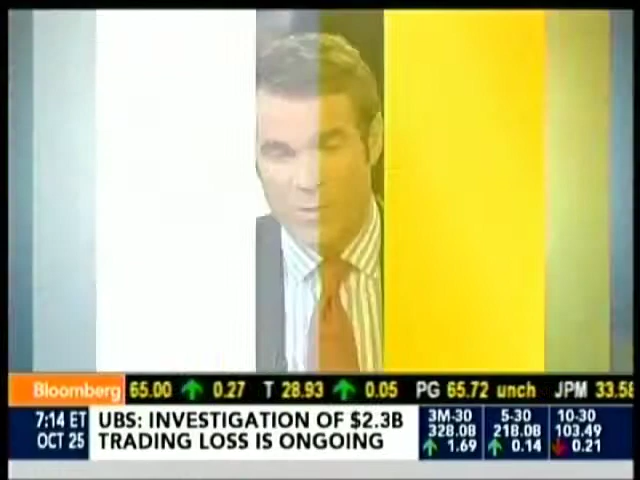 Bloomberg 65.00 0.27 T 28.93 0.05 PG 65.72 unch JPM 33.58
7:14 ET
OCT 25
UBS: INVESTIGATION OF $2.3B
TRADING LOSS IS ONGOING
3M-30 5-30 10-30
328.08 218.08 103.49
1.69 0.14 0.21